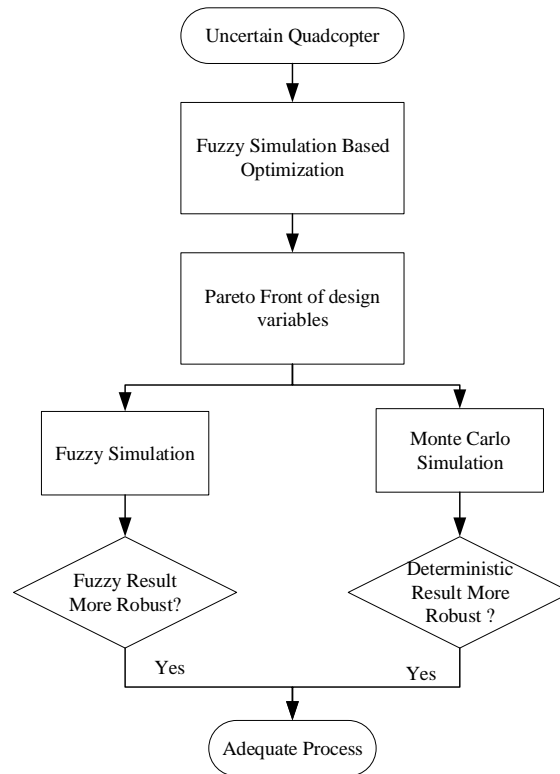 Uncertain Quadcopter
Fuzzy Simulation Based
Optimization
Pareto Front of design
variables
Fuzzy Simulation
Monte Carlo
Simulation
Fuzzy Result
More Robust?
Deterministic
Result More
Robust ?
Yes
Yes
Adequate Process